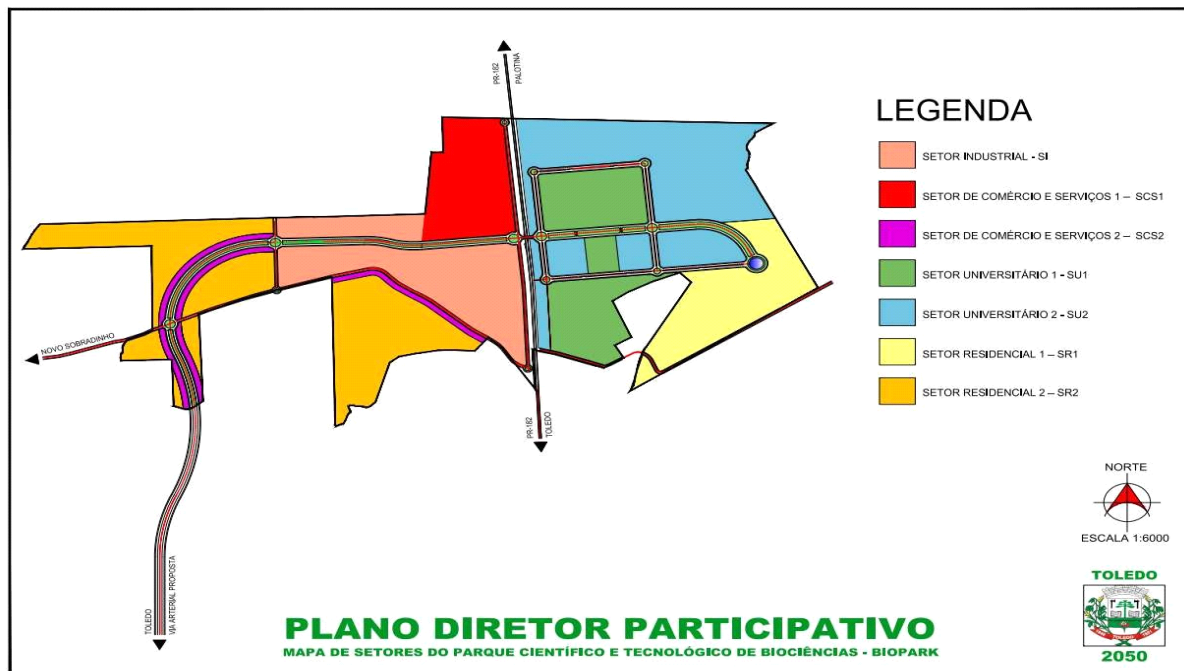 PR-182
PALOTINA
LEGENDA
SETOR INDUSTRIAL - SI
SETOR DE COMÉRCIO E SERVIÇOS 1 – SCS1
SETOR DE COMÉRCIO E SERVIÇOS 2 – SCS2
SETOR UNIVERSITÁRIO 1 - SU1
SETOR UNIVERSITÁRIO 2 - SU2
SETOR RESIDENCIAL 1 – SR1
SETOR RESIDENCIAL 2 – SR2
NOVO SOBRADINHO
PR-182
TOLEDO
NORTE
ESCALA 1:6000
TOLEDO
VIA ARTERIAL PROPOSTA
TOLEDO
2050
PLANO DIRETOR PARTICIPATIVO
MAPA DE SETORES DO PARQUE CIENTÍFICO E TECNOLÓGICO DE BIOCIÊNCIAS - BIOPARK